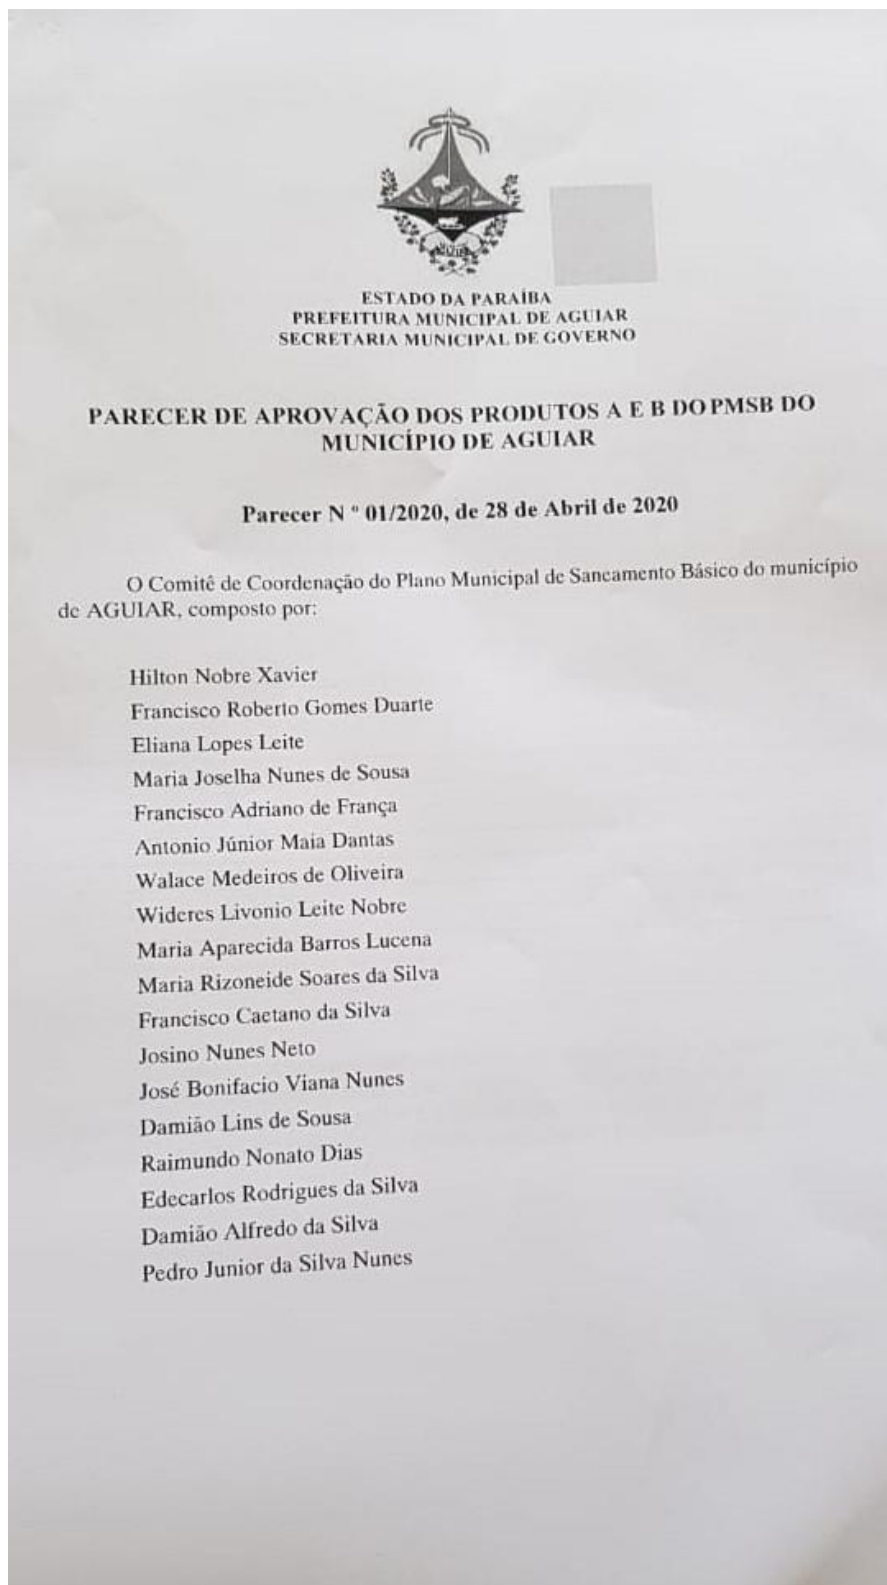 ESTADO DA PARAÍBA
PREFEITURA MUNICIPAL DE AGUIAR
SECRETARIA MUNICIPAL DE GOVERNO
PARECER DE APROVAÇÃO DOS PRODUTOS A E B DO PMSB DO
MUNICÍPIO DE AGUIAR
Parecer N º 01/2020, de 28 de Abril de 2020
O Comitê de Coordenação do Plano Municipal de Saneamento Básico do município
de AGUIAR, composto por:
Hilton Nobre Xavier
Francisco Roberto Gomes Duarte
Eliana Lopes Leite
Maria Joselha Nunes de Sousa
Francisco Adriano de França
Antonio Júnior Maia Dantas
Walace Medeiros de Oliveira
Wideres Livonio Leite Nobre
Maria Aparecida Barros Lucena
Maria Rizoneide Soares da Silva
Francisco Caetano da Silva
Josino Nunes Neto
José Bonifacio Viana Nunes
Damião Lins de Sousa
Raimundo Nonato Dias
Edecarlos Rodrigues da Silva
Damião Alfredo da Silva
Pedro Junior da Silva Nunes